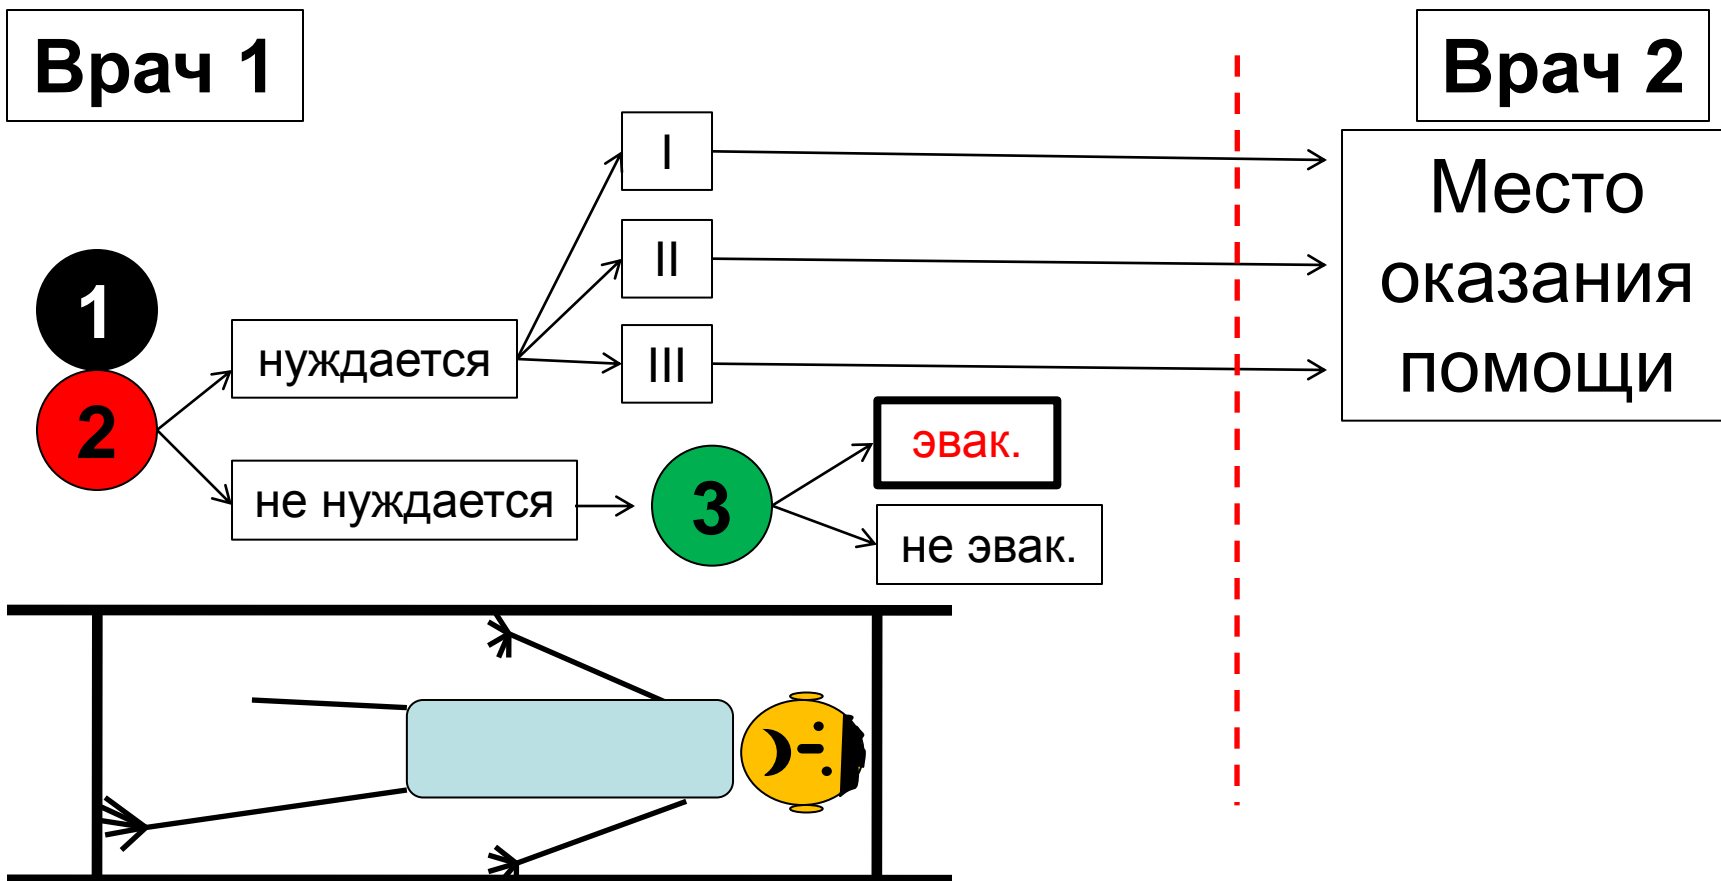 Врач 1
Врач 2
I
II
III
Место
оказания
помощи
1
2
нуждается
не нуждается
3
эвак.
не эвак.